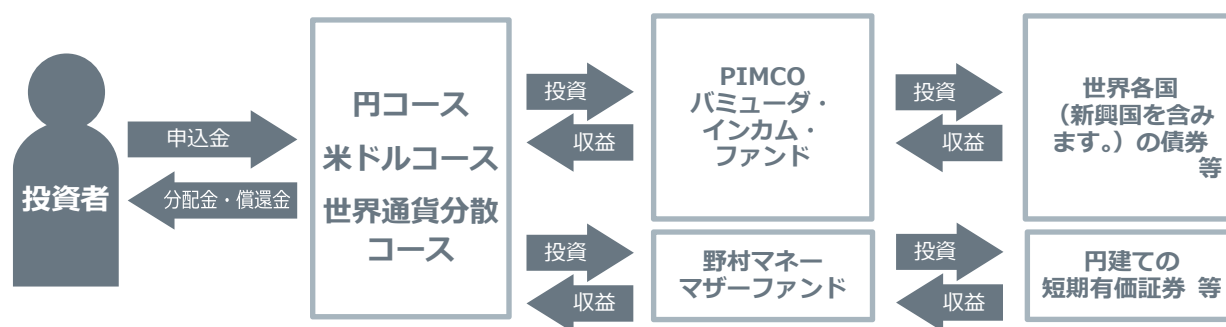 投資者
申込金
分配金・償還金
円コース
米ドルコース
世界通貨分散
コース
投資
収益
PIMCO
バミューダ・
インカム・
ファンド
投資
収益
世界各国
（新興国を含み
ます。）の債券
等
投資
収益
野村マネー
マザーファンド
投資
収益
円建ての
短期有価証券 等